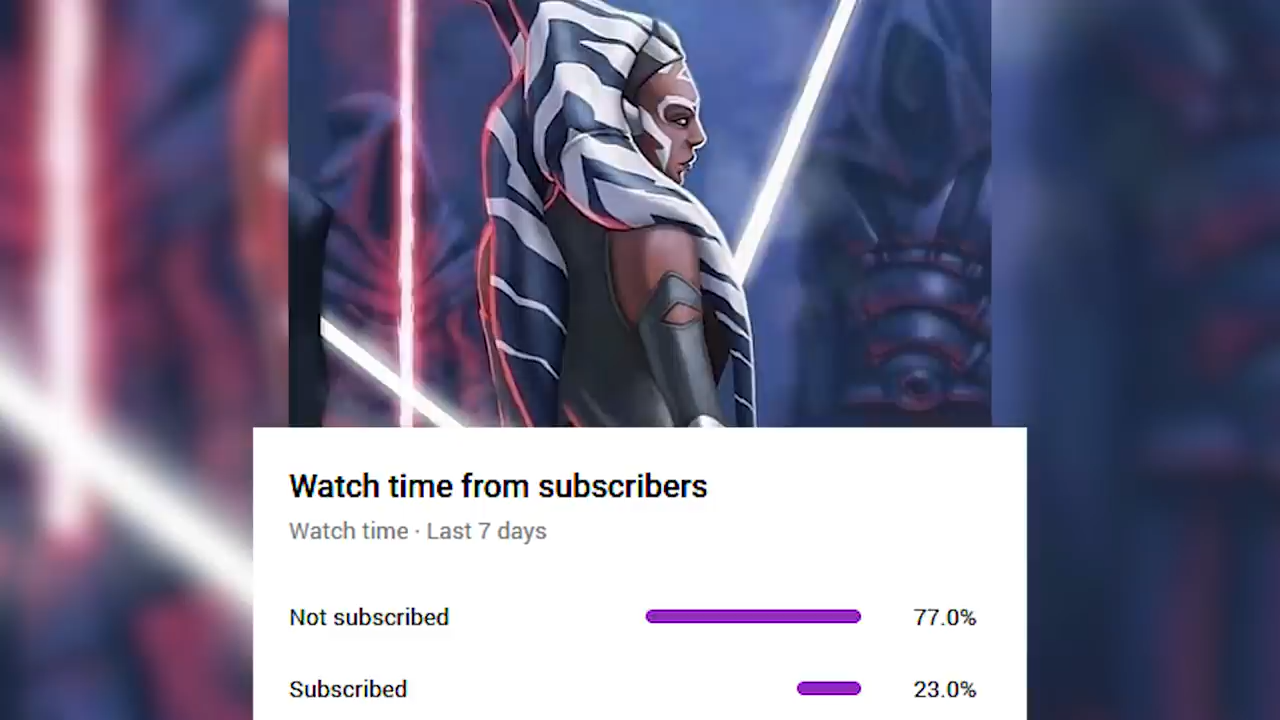 Watch time from subscribers
Watch time · Last 7 days
Not subscribed 77.0%
Subscribed 23.0%